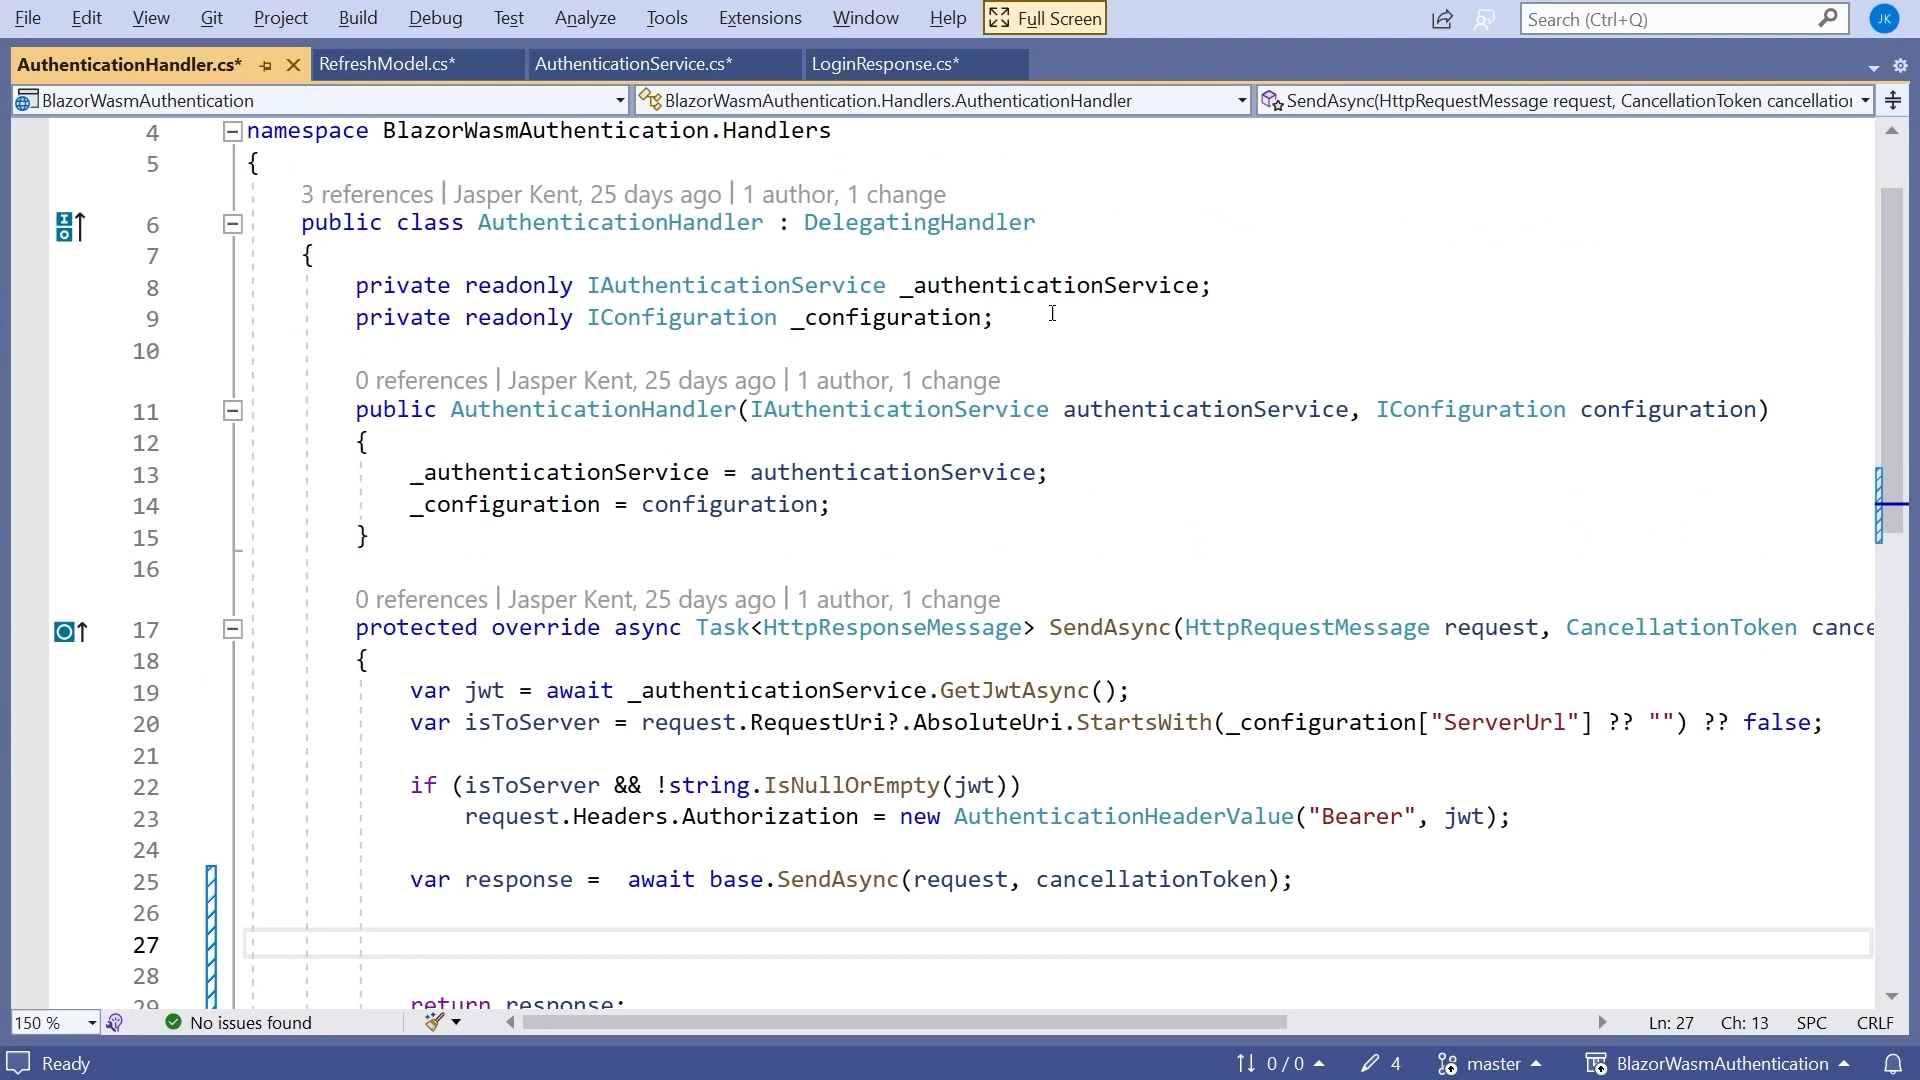 File Edit View Git Project Build Debug Test Analyze Tools Extensions Window Help Full Screen Search (Ctrl+Q) JK
AuthenticationHandler.cs* RefreshModel.cs* AuthenticationService.cs* LoginResponse.cs*
BlazorWasmAuthentication BlazorWasmAuthentication.Handlers.AuthenticationHandler SendAsync(HttpRequestMessage request, CancellationToken cancellation
4 namespace BlazorWasmAuthentication.Handlers
5 {
3 references | Jasper Kent, 25 days ago | 1 author, 1 change
6 public class AuthenticationHandler : DelegatingHandler
7 {
8 private readonly IAuthenticationService _authenticationService;
9 private readonly IConfiguration _configuration;
10
0 references | Jasper Kent, 25 days ago | 1 author, 1 change
11 public AuthenticationHandler(IAuthenticationService authenticationService, IConfiguration configuration)
12 {
13 _authenticationService = authenticationService;
14 _configuration = configuration;
15 }
16
0 references | Jasper Kent, 25 days ago | 1 author, 1 change
17 protected override async Task<HttpResponseMessage> SendAsync(HttpRequestMessage request, CancellationToken cance
18 {
19 var jwt = await _authenticationService.GetJwtAsync();
20 var isToServer = request.RequestUri?.AbsoluteUri.StartsWith(_configuration["ServerUrl"] ?? "") ?? false;
21
22 if (isToServer && !string.IsNullOrEmpty(jwt))
23 request.Headers.Authorization = new AuthenticationHeaderValue("Bearer", jwt);
24
25 var response = await base.SendAsync(request, cancellationToken);
26
27
28
29 return response;
150 % No issues found Ln: 27 Ch: 13 SPC CRLF
Ready 0 / 0 4 master BlazorWasmAuthentication